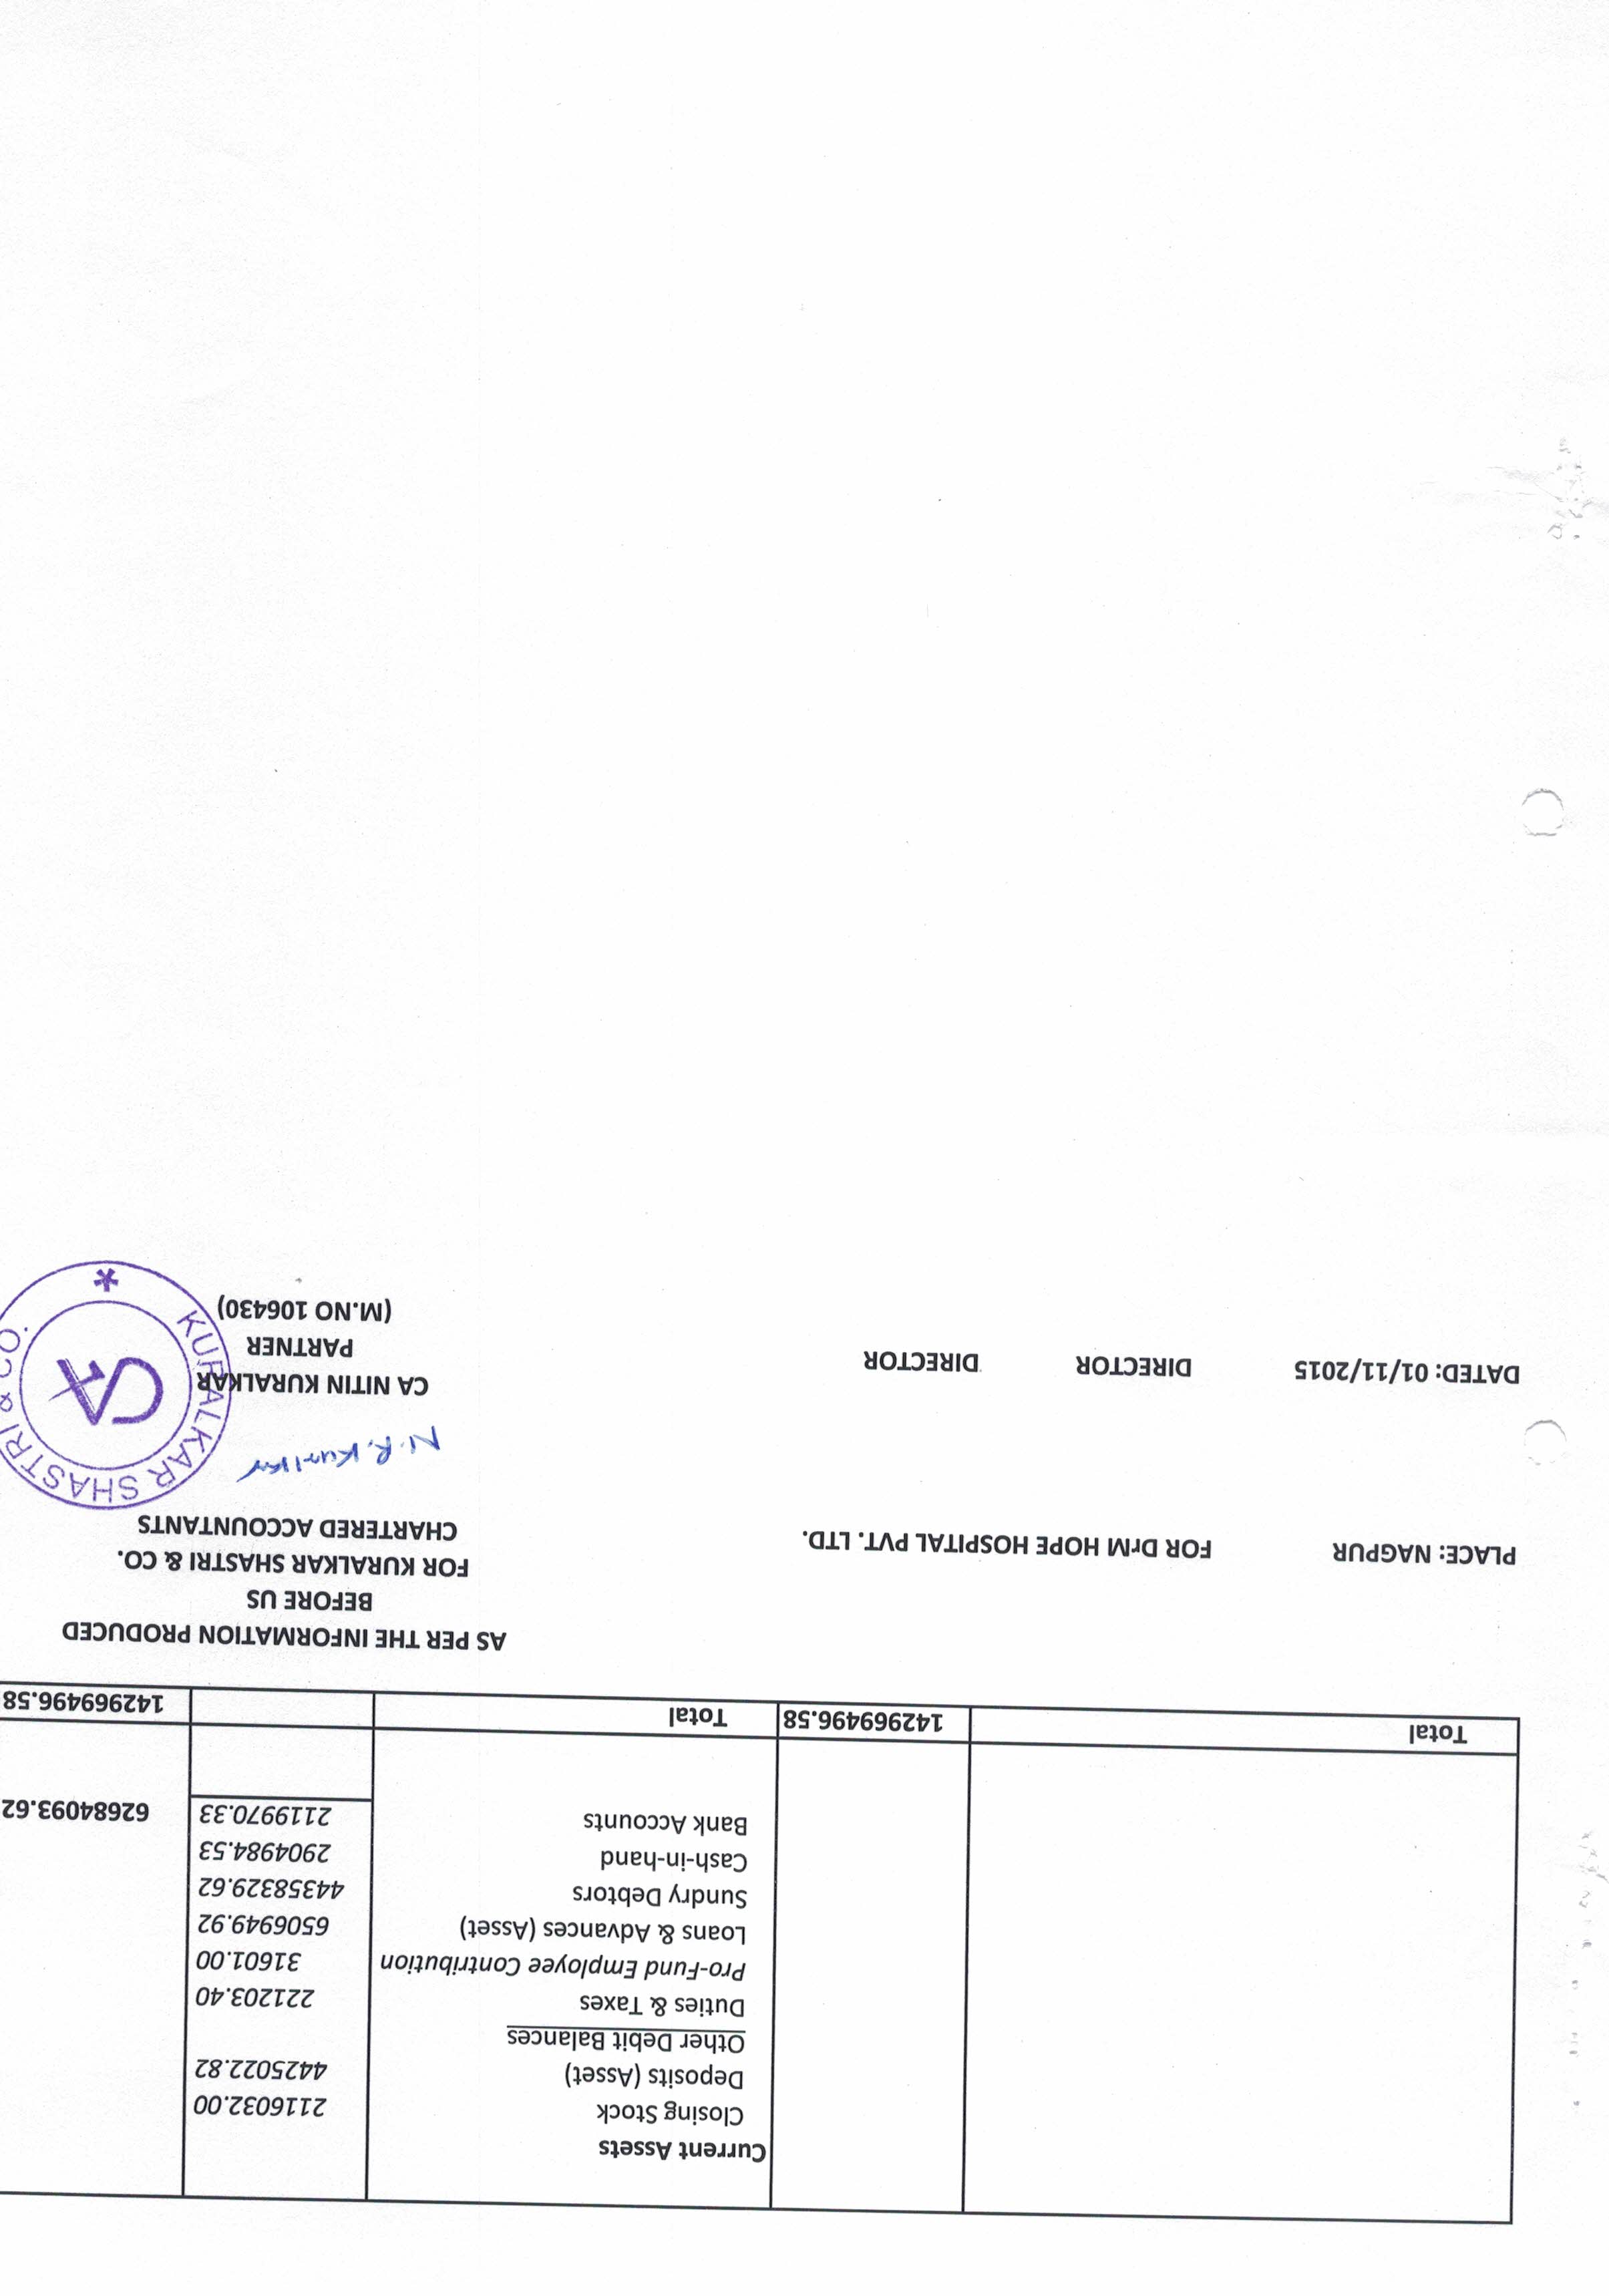 Current Assets
Closing Stock 2116032.00
Deposits (Asset) 4425022.82
Other Debit Balances
Duties & Taxes 221203.40
Pro-Fund Employee Contribution 31601.00
Loans & Advances (Asset) 6506949.92
Sundry Debtors 44358329.62
Cash-in-hand 2904984.53
Bank Accounts 2119970.33 62684093.62
Total 142969496.58 Total 142969496.58
AS PER THE INFORMATION PRODUCED
BEFORE US
PLACE: NAGPUR FOR DrM HOPE HOSPITAL PVT. LTD. FOR KURALKAR SHASTRI & CO.
CHARTERED ACCOUNTANTS
N.R. Kuralkar
DATED: 01/11/2015 DIRECTOR DIRECTOR CA NITIN KURALKAR
PARTNER
(M.NO 106430)
KURALKAR SHASTRI & CO.
CA